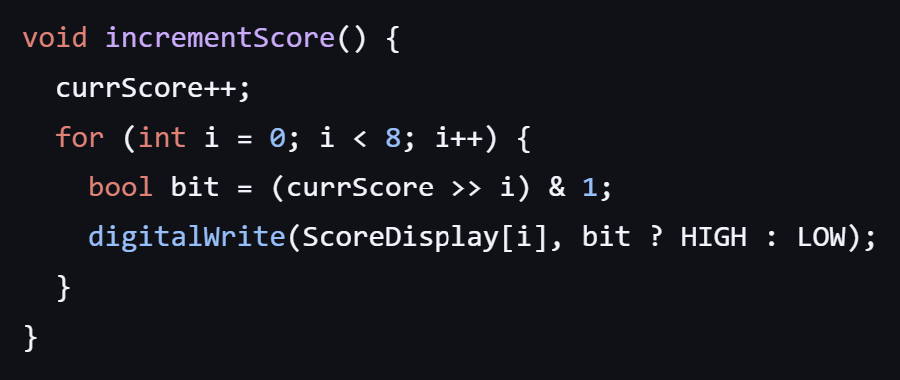 void incrementScore() {
  currScore++;
  for (int i = 0; i < 8; i++) {
    bool bit = (currScore >> i) & 1;
    digitalWrite(ScoreDisplay[i], bit ? HIGH : LOW);
  }
}